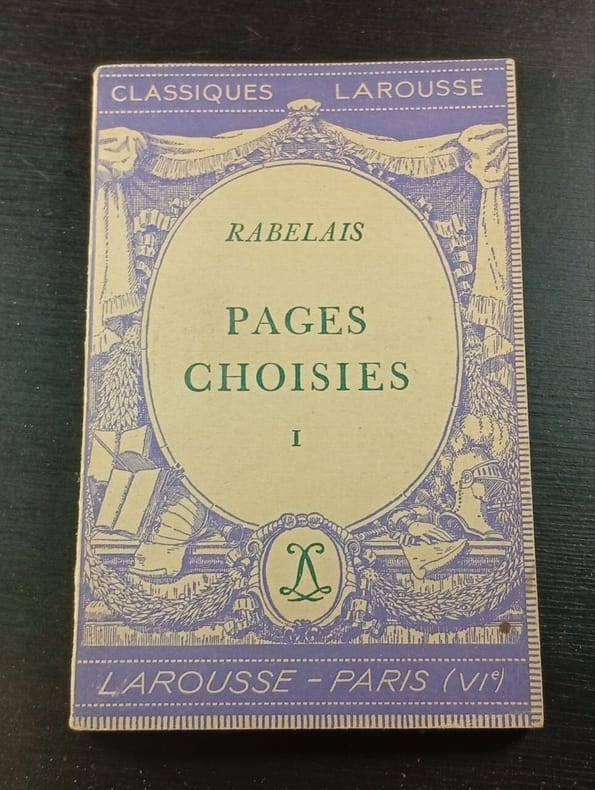 CLASSIQUES LAROUSSE
RABELAIS
PAGES
CHOISIES
I
LAROUSSE – PARIS (VIᵉ)